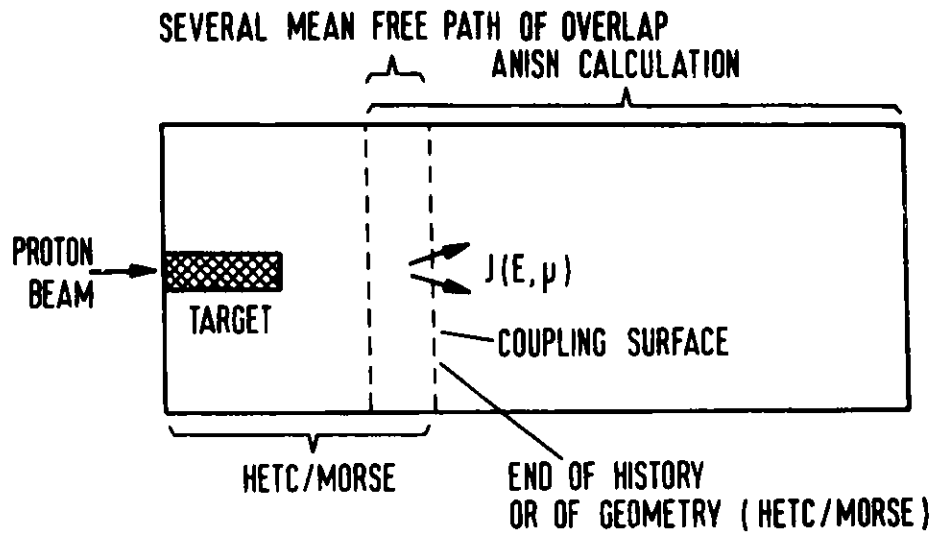 SEVERAL MEAN FREE PATH OF OVERLAP
ANISN CALCULATION
PROTON
BEAM
TARGET
J(E,μ)
COUPLING SURFACE
HETC/MORSE
END OF HISTORY
OR OF GEOMETRY (HETC/MORSE)